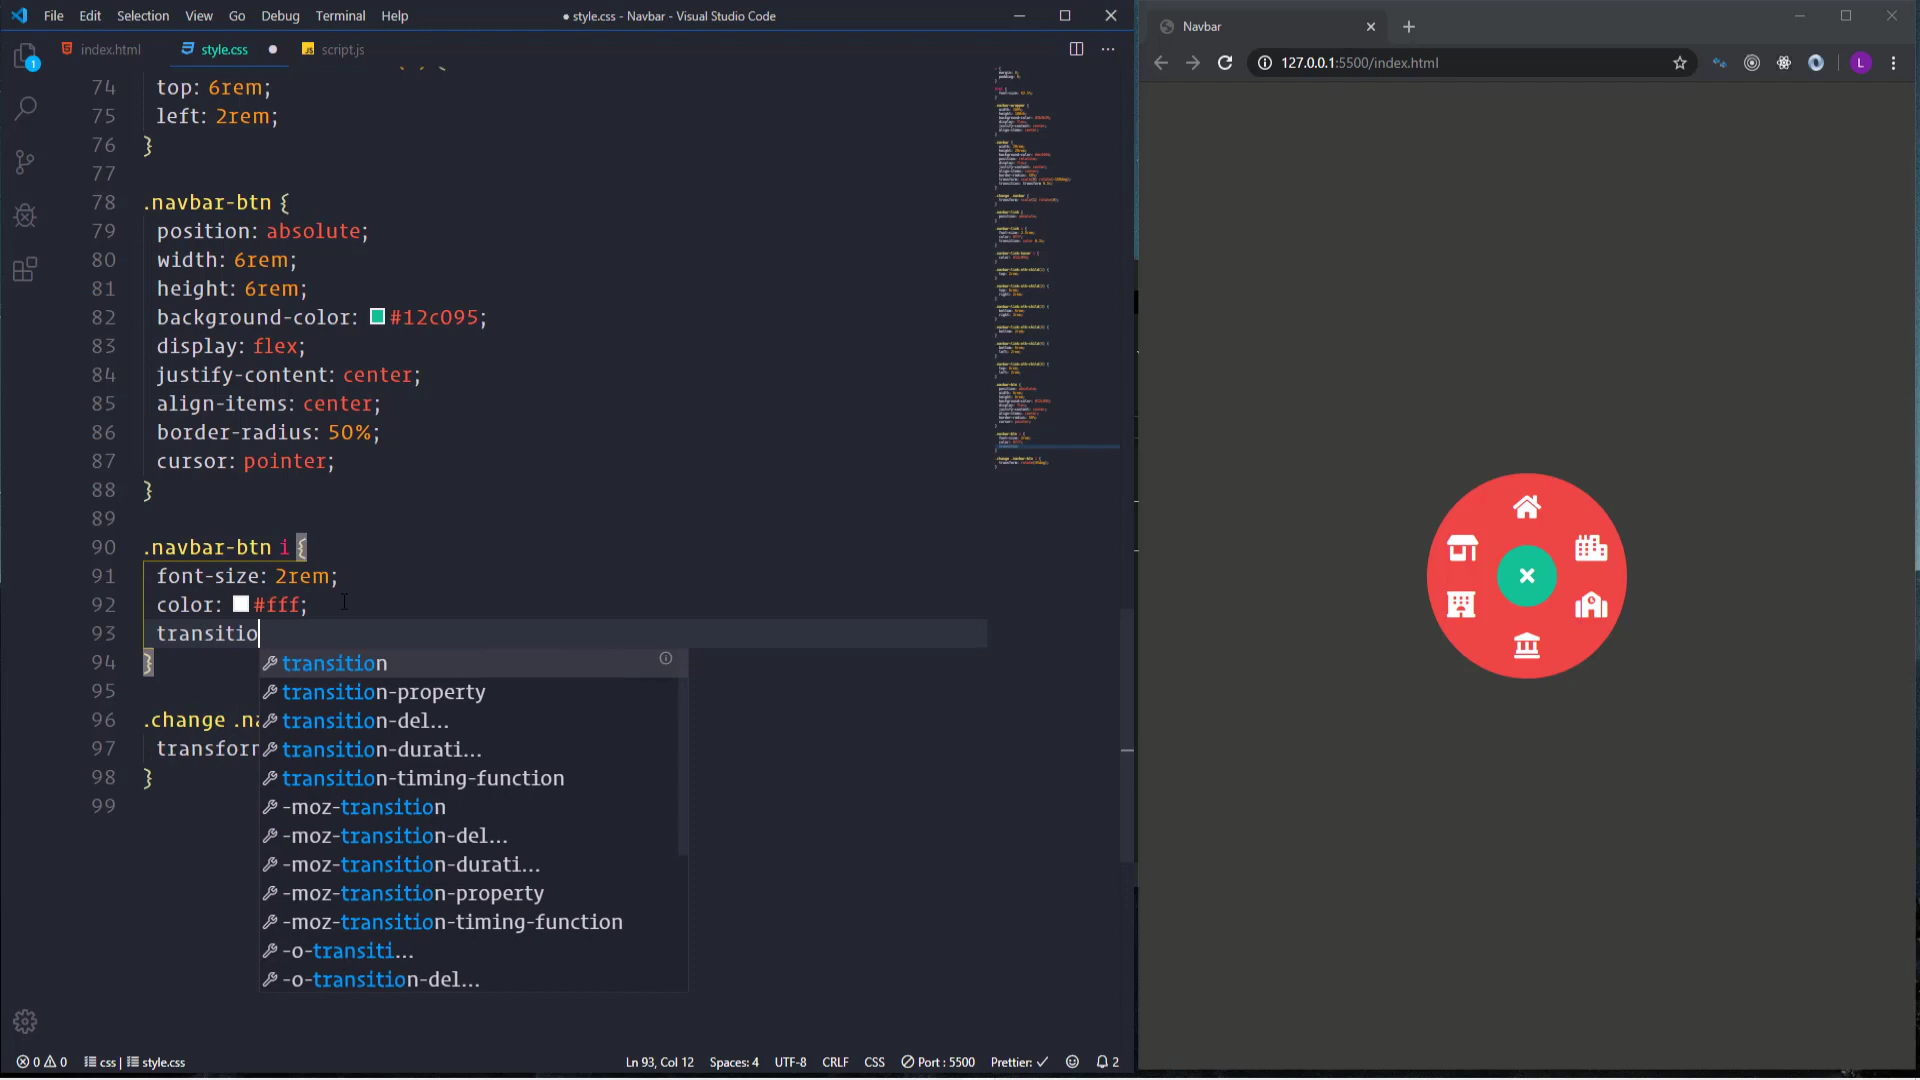 File Edit Selection View Go Debug Terminal Help
● style.css - Navbar - Visual Studio Code
index.html
style.css
script.js
74 top: 6rem;
75 left: 2rem;
76 }
77
78 .navbar-btn {
79 position: absolute;
80 width: 6rem;
81 height: 6rem;
82 background-color: #12c095;
83 display: flex;
84 justify-content: center;
85 align-items: center;
86 border-radius: 50%;
87 cursor: pointer;
88 }
89
90 .navbar-btn i {
91 font-size: 2rem;
92 color: #fff;
93 transitio
94 }
95
96 .change .na
97 transfor
98 }
99
transition
transition-property
transition-del...
transition-durati...
transition-timing-function
-moz-transition
-moz-transition-del...
-moz-transition-durati...
-moz-transition-property
-moz-transition-timing-function
-o-transiti...
-o-transition-del...
1
0 0 css | style.css
Ln 93, Col 12 Spaces: 4 UTF-8 CRLF CSS Port : 5500 Prettier: ✓ 2
Navbar
127.0.0.1:5500/index.html
L